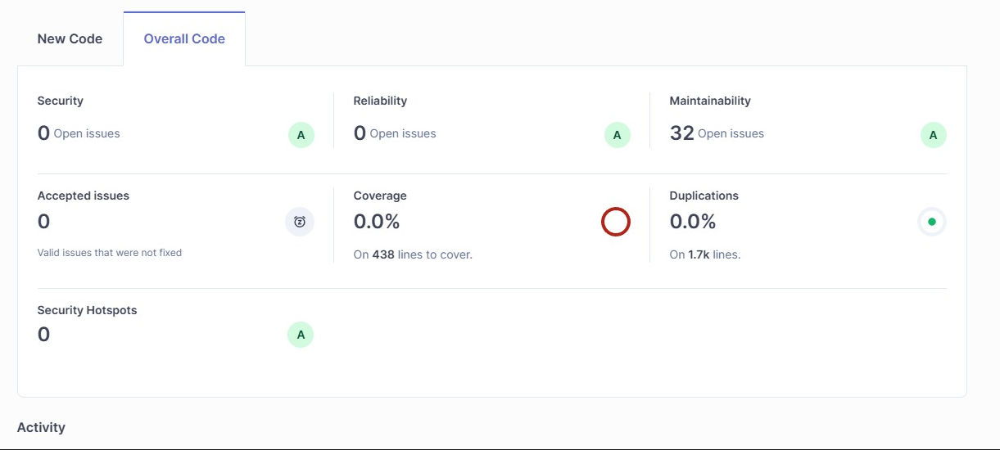 New Code Overall Code
Security Reliability Maintainability
0 Open issues A 0 Open issues A 32 Open issues A
Accepted issues Coverage Duplications
0 0.0% 0.0%
Valid issues that were not fixed On 438 lines to cover. On 1.7k lines.
Security Hotspots
0 A
Activity